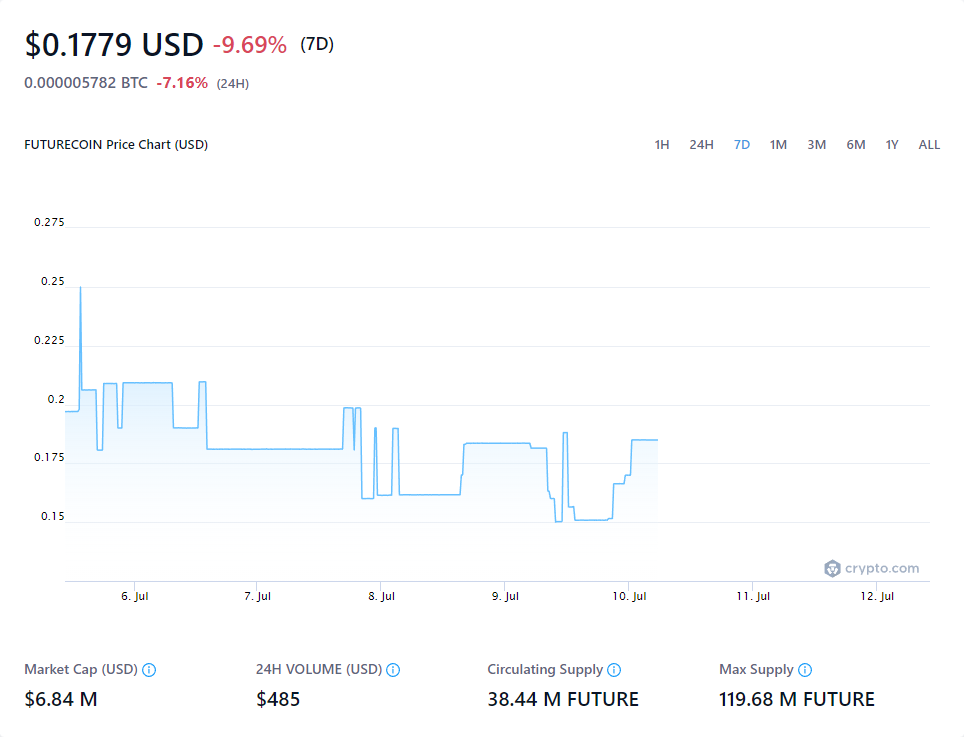 $0.1779 USD -9.69% (7D)
0.000005782 BTC -7.16% (24H)
FUTURECOIN Price Chart (USD) 1H 24H 7D 1M 3M 6M 1Y ALL
0.275
0.25
0.225
0.2
0.175
0.15
crypto.com
6. Jul 7. Jul 8. Jul 9. Jul 10. Jul 11. Jul 12. Jul
Market Cap (USD) 24H VOLUME (USD) Circulating Supply Max Supply
$6.84 M $485 38.44 M FUTURE 119.68 M FUTURE